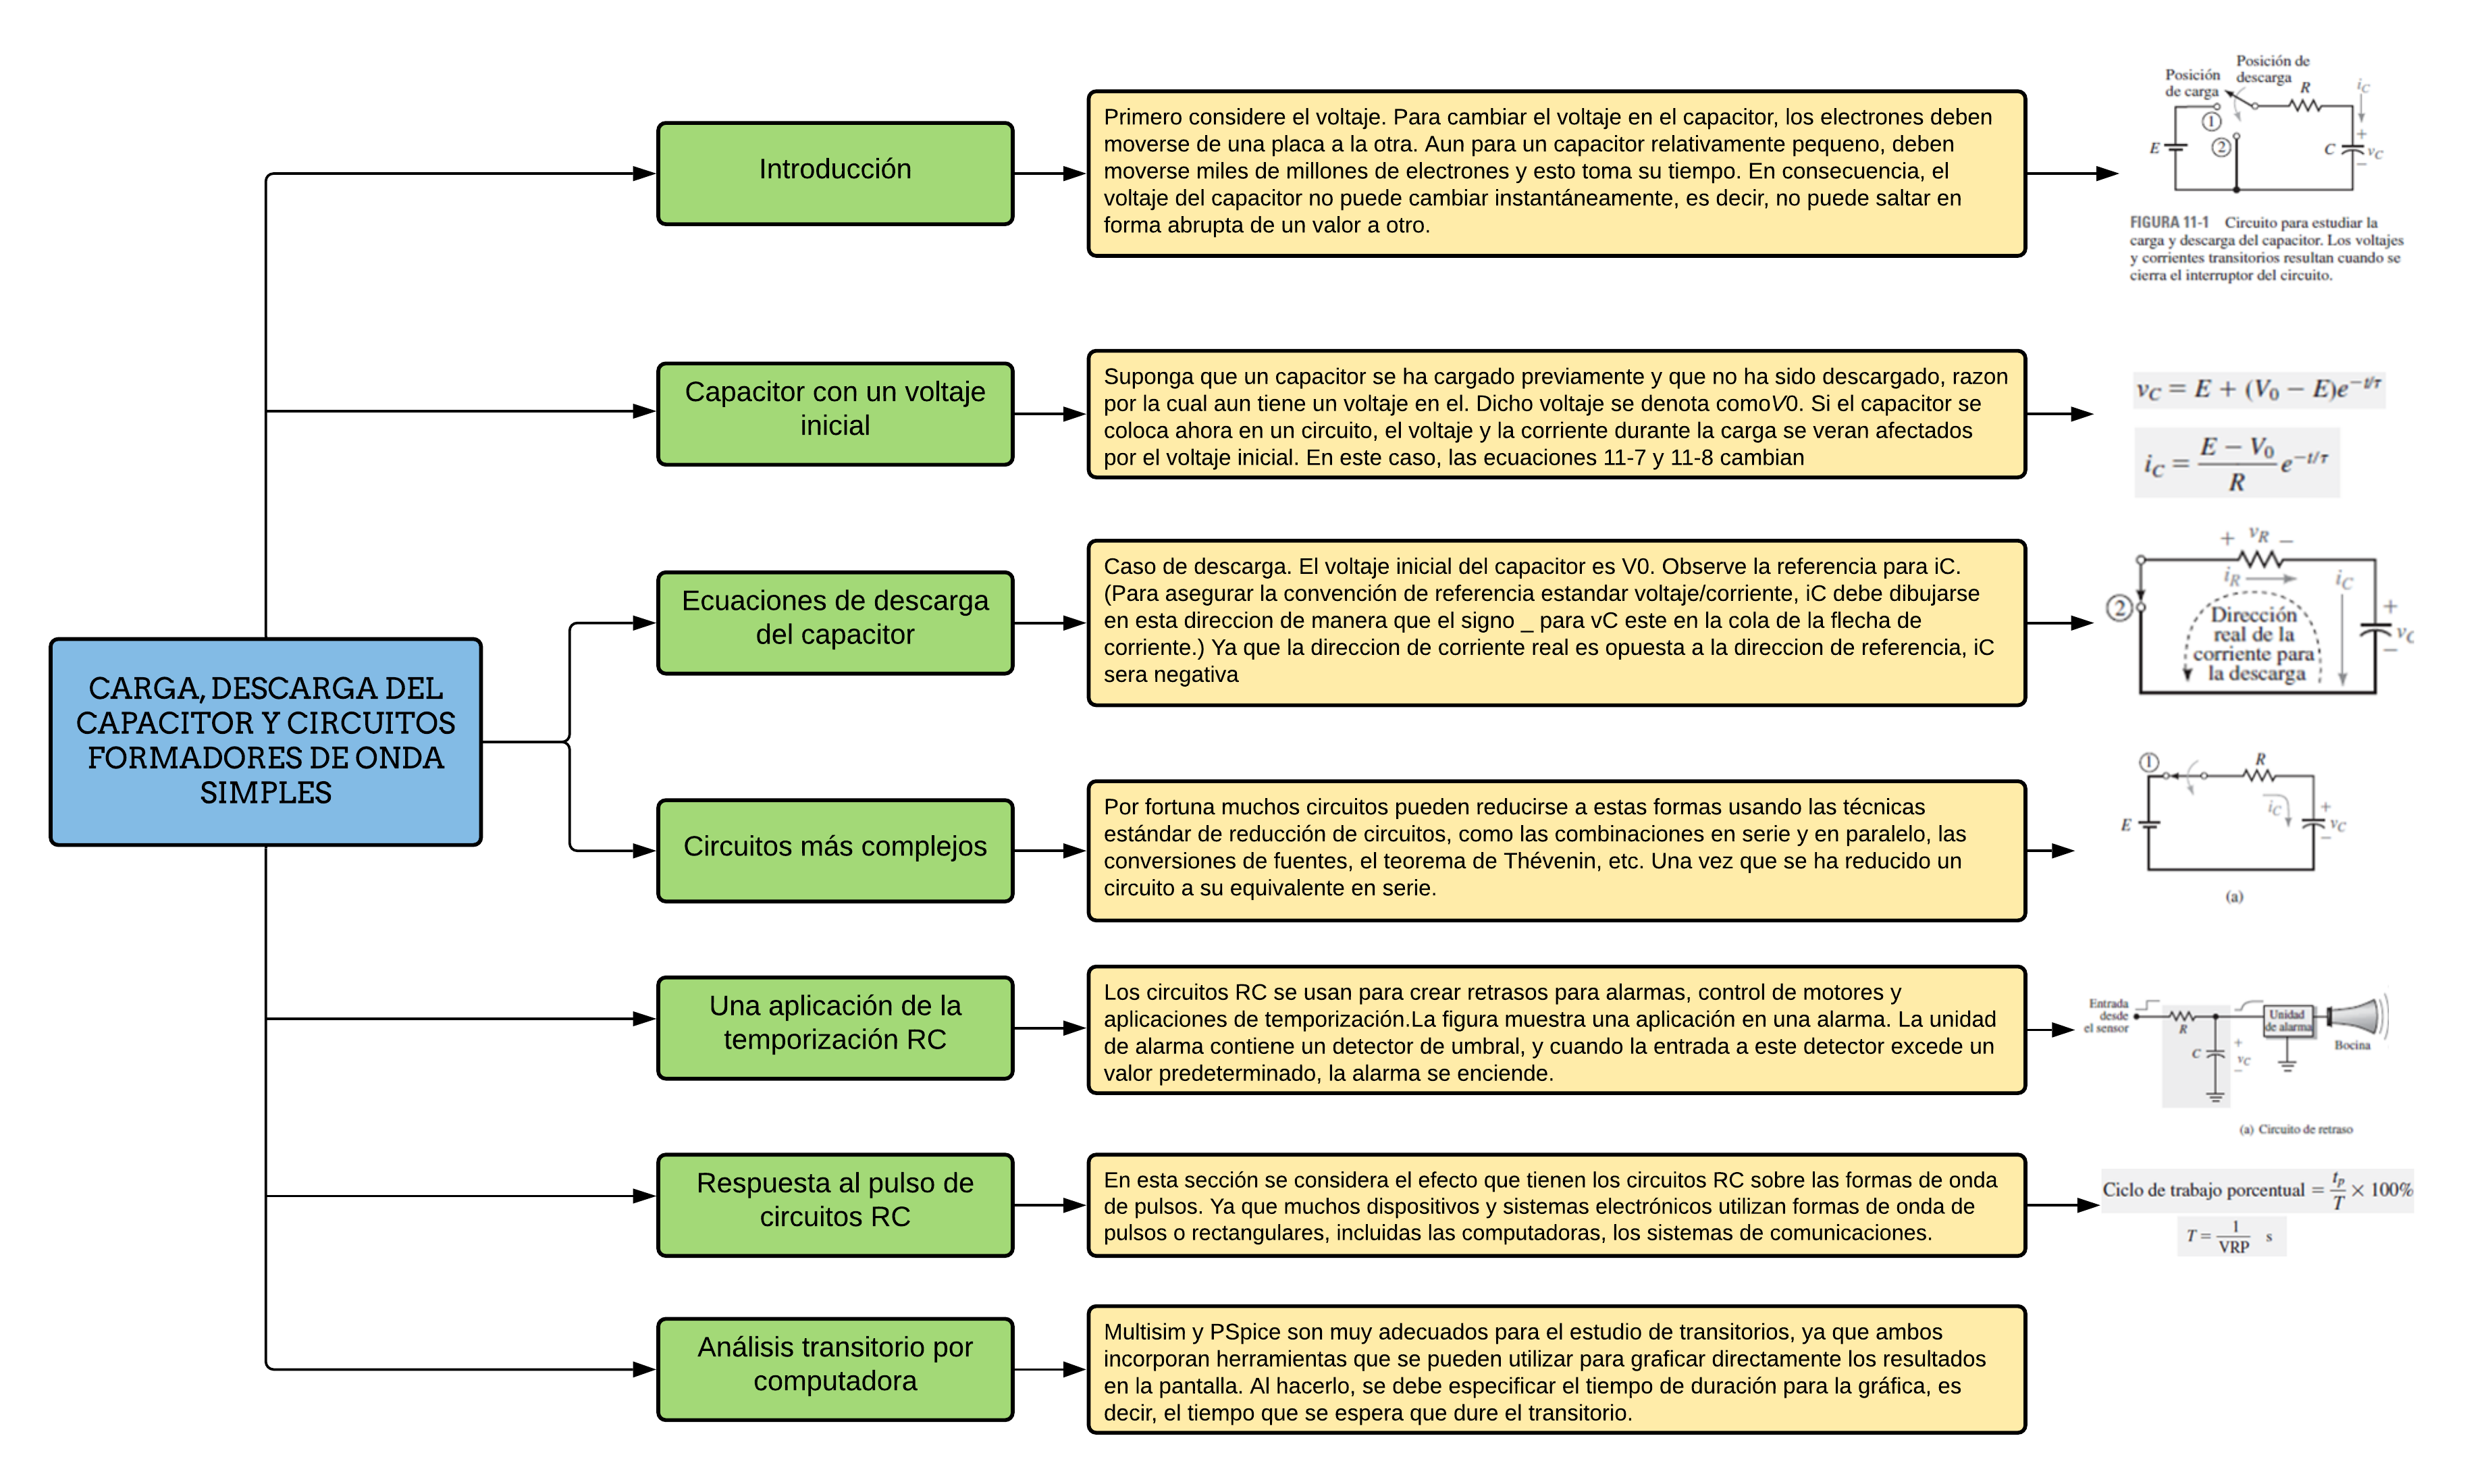 CARGA, DESCARGA DEL
CAPACITOR Y CIRCUITOS
FORMADORES DE ONDA
SIMPLES
Introducción
Primero considere el voltaje. Para cambiar el voltaje en el capacitor, los electrones deben
moverse de una placa a la otra. Aun para un capacitor relativamente pequeno, deben
moverse miles de millones de electrones y esto toma su tiempo. En consecuencia, el
voltaje del capacitor no puede cambiar instantáneamente, es decir, no puede saltar en
forma abrupta de un valor a otro.
Posición de
descarga
Posición
de carga
R
iC
1
2
E
C
+
vC
−
FIGURA 11-1 Circuito para estudiar la
carga y descarga del capacitor. Los voltajes
y corrientes transitorios resultan cuando se
cierra el interruptor del circuito.
Capacitor con un voltaje
inicial
Suponga que un capacitor se ha cargado previamente y que no ha sido descargado, razon
por la cual aun tiene un voltaje en el. Dicho voltaje se denota comoV0. Si el capacitor se
coloca ahora en un circuito, el voltaje y la corriente durante la carga se veran afectados
por el voltaje inicial. En este caso, las ecuaciones 11-7 y 11-8 cambian
vC = E + (V0 − E)e^−t/τ
iC = (E − V0)/R e^−t/τ
Ecuaciones de descarga
del capacitor
Caso de descarga. El voltaje inicial del capacitor es V0. Observe la referencia para iC.
(Para asegurar la convención de referencia estandar voltaje/corriente, iC debe dibujarse
en esta direccion de manera que el signo _ para vC este en la cola de la flecha de
corriente.) Ya que la direccion de corriente real es opuesta a la direccion de referencia, iC
sera negativa
+ vR −
iR
iC
2
Dirección
real de la
corriente para
la descarga
+
vC
−
Circuitos más complejos
Por fortuna muchos circuitos pueden reducirse a estas formas usando las técnicas
estándar de reducción de circuitos, como las combinaciones en serie y en paralelo, las
conversiones de fuentes, el teorema de Thévenin, etc. Una vez que se ha reducido un
circuito a su equivalente en serie.
1
R
iC
E
+
vC
−
(a)
Una aplicación de la
temporización RC
Los circuitos RC se usan para crear retrasos para alarmas, control de motores y
aplicaciones de temporización.La figura muestra una aplicación en una alarma. La unidad
de alarma contiene un detector de umbral, y cuando la entrada a este detector excede un
valor predeterminado, la alarma se enciende.
Entrada
desde
el sensor
R
C
+
vC
−
Unidad
de alarma
Bocina
(a) Circuito de retraso
Respuesta al pulso de
circuitos RC
En esta sección se considera el efecto que tienen los circuitos RC sobre las formas de onda
de pulsos. Ya que muchos dispositivos y sistemas electrónicos utilizan formas de onda de
pulsos o rectangulares, incluidas las computadoras, los sistemas de comunicaciones.
Ciclo de trabajo porcentual = tp/T × 100%
T = 1/VRP s
Análisis transitorio por
computadora
Multisim y PSpice son muy adecuados para el estudio de transitorios, ya que ambos
incorporan herramientas que se pueden utilizar para graficar directamente los resultados
en la pantalla. Al hacerlo, se debe especificar el tiempo de duración para la gráfica, es
decir, el tiempo que se espera que dure el transitorio.